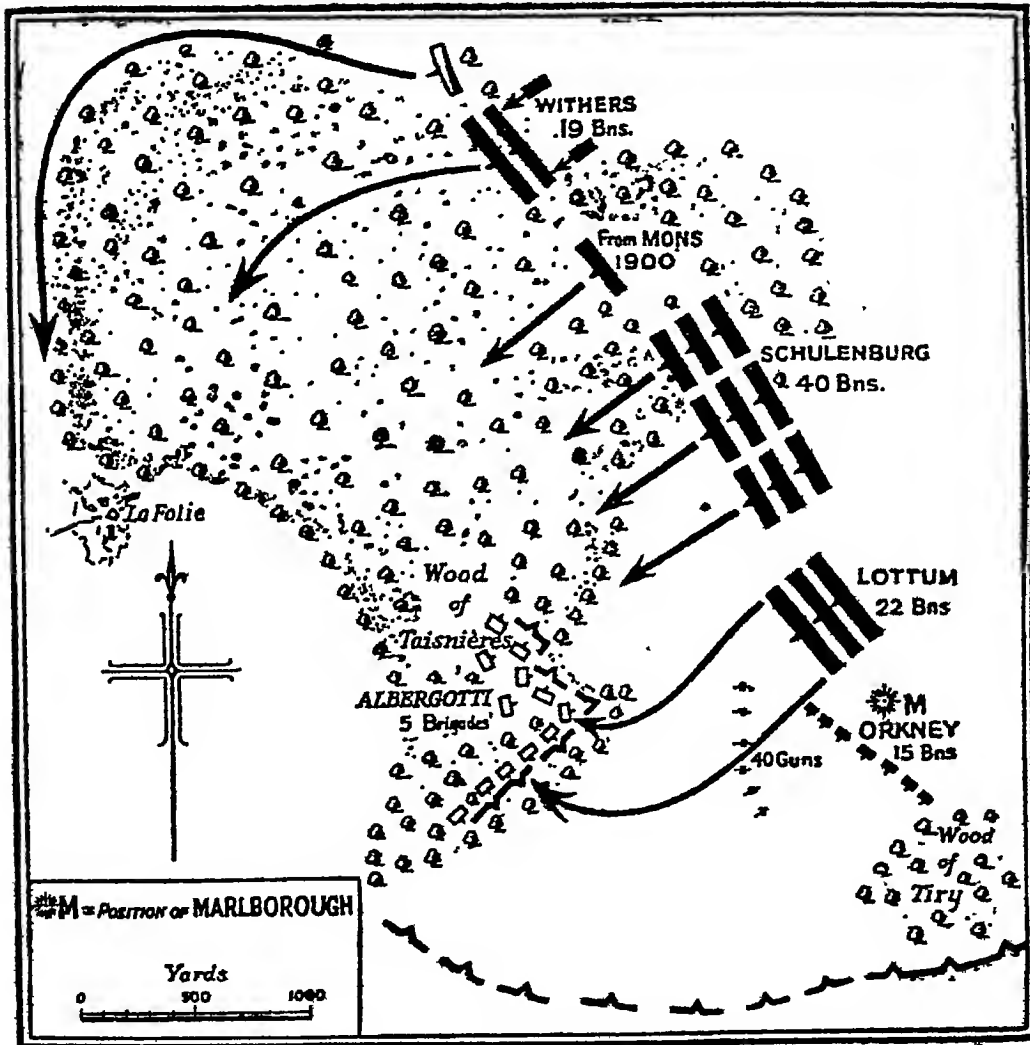 WITHERS
19 Bns.
From MONS
1900
SCHULENBURG
40 Bns.
La Folie
Wood
of
Taisnières
LOTTUM
22 Bns
ALBERGOTTI
5 Brigades
M
ORKNEY
15 Bns
40 Guns
Wood
of
Tiry
M = POSITION OF MARLBOROUGH
Yards
0 500 1000